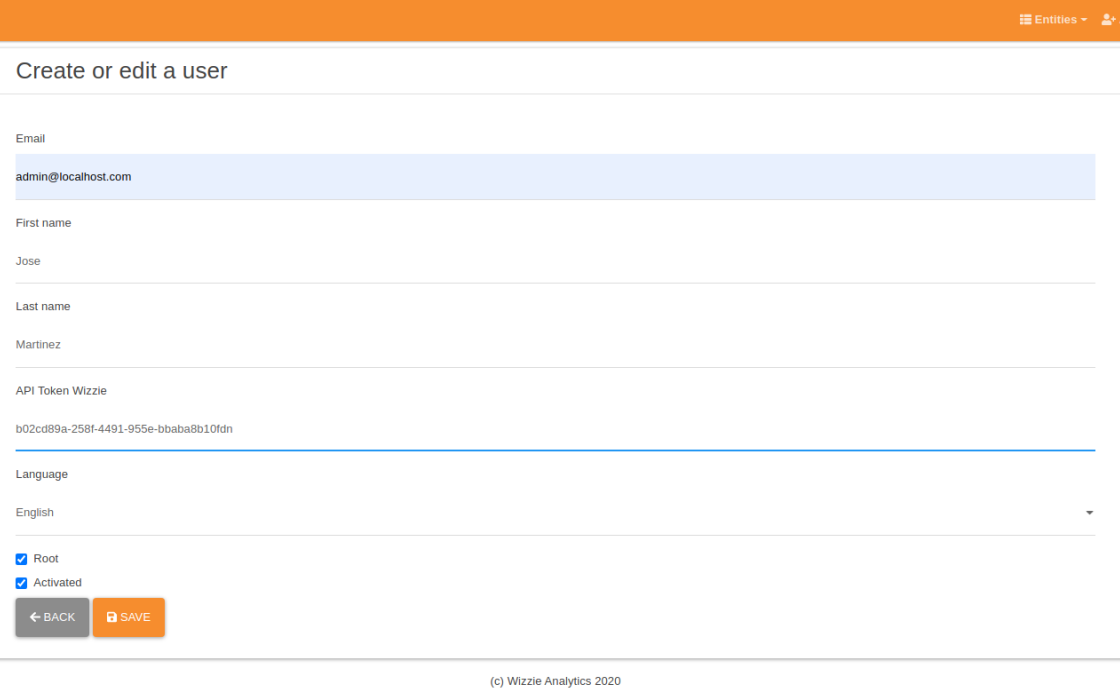 Entities
Create or edit a user
Email
admin@localhost.com
First name
Jose
Last name
Martinez
API Token Wizzie
b02cd89a-258f-4491-955e-bbaba8b10fdn
Language
English
Root
Activated
BACK SAVE
(c) Wizzie Analytics 2020